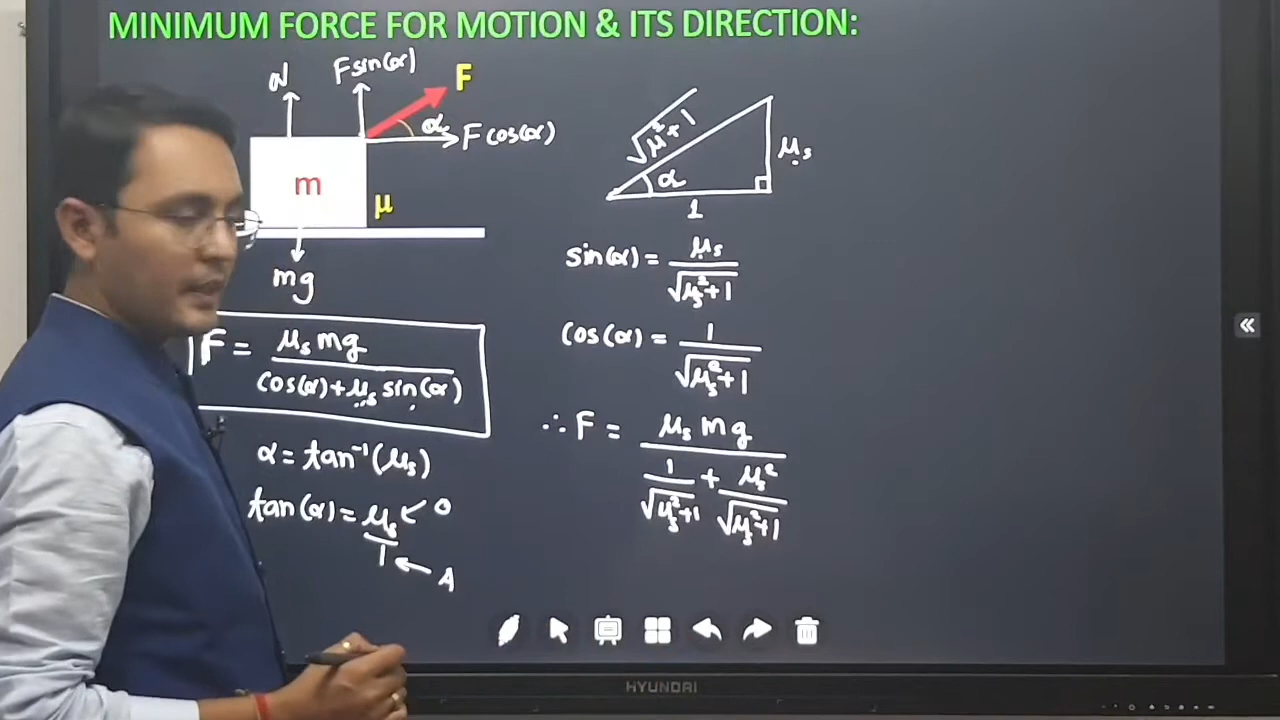 MINIMUM FORCE FOR MOTION & ITS DIRECTION:
N
Fsin(α)
F
α
F cos(α)
m
μ
mg
F = μₛ mg / (cos(α) + μₛ sin(α))
α = tan⁻¹(μₛ)
tan(α) = μₛ / 1
O
A
√μ²+1
μₛ
α
1
sin(α) = μₛ / √μₛ²+1
cos(α) = 1 / √μₛ²+1
∴ F = μₛ mg / (1/√μₛ²+1 + μₛ²/√μₛ²+1)
HYUNDAI